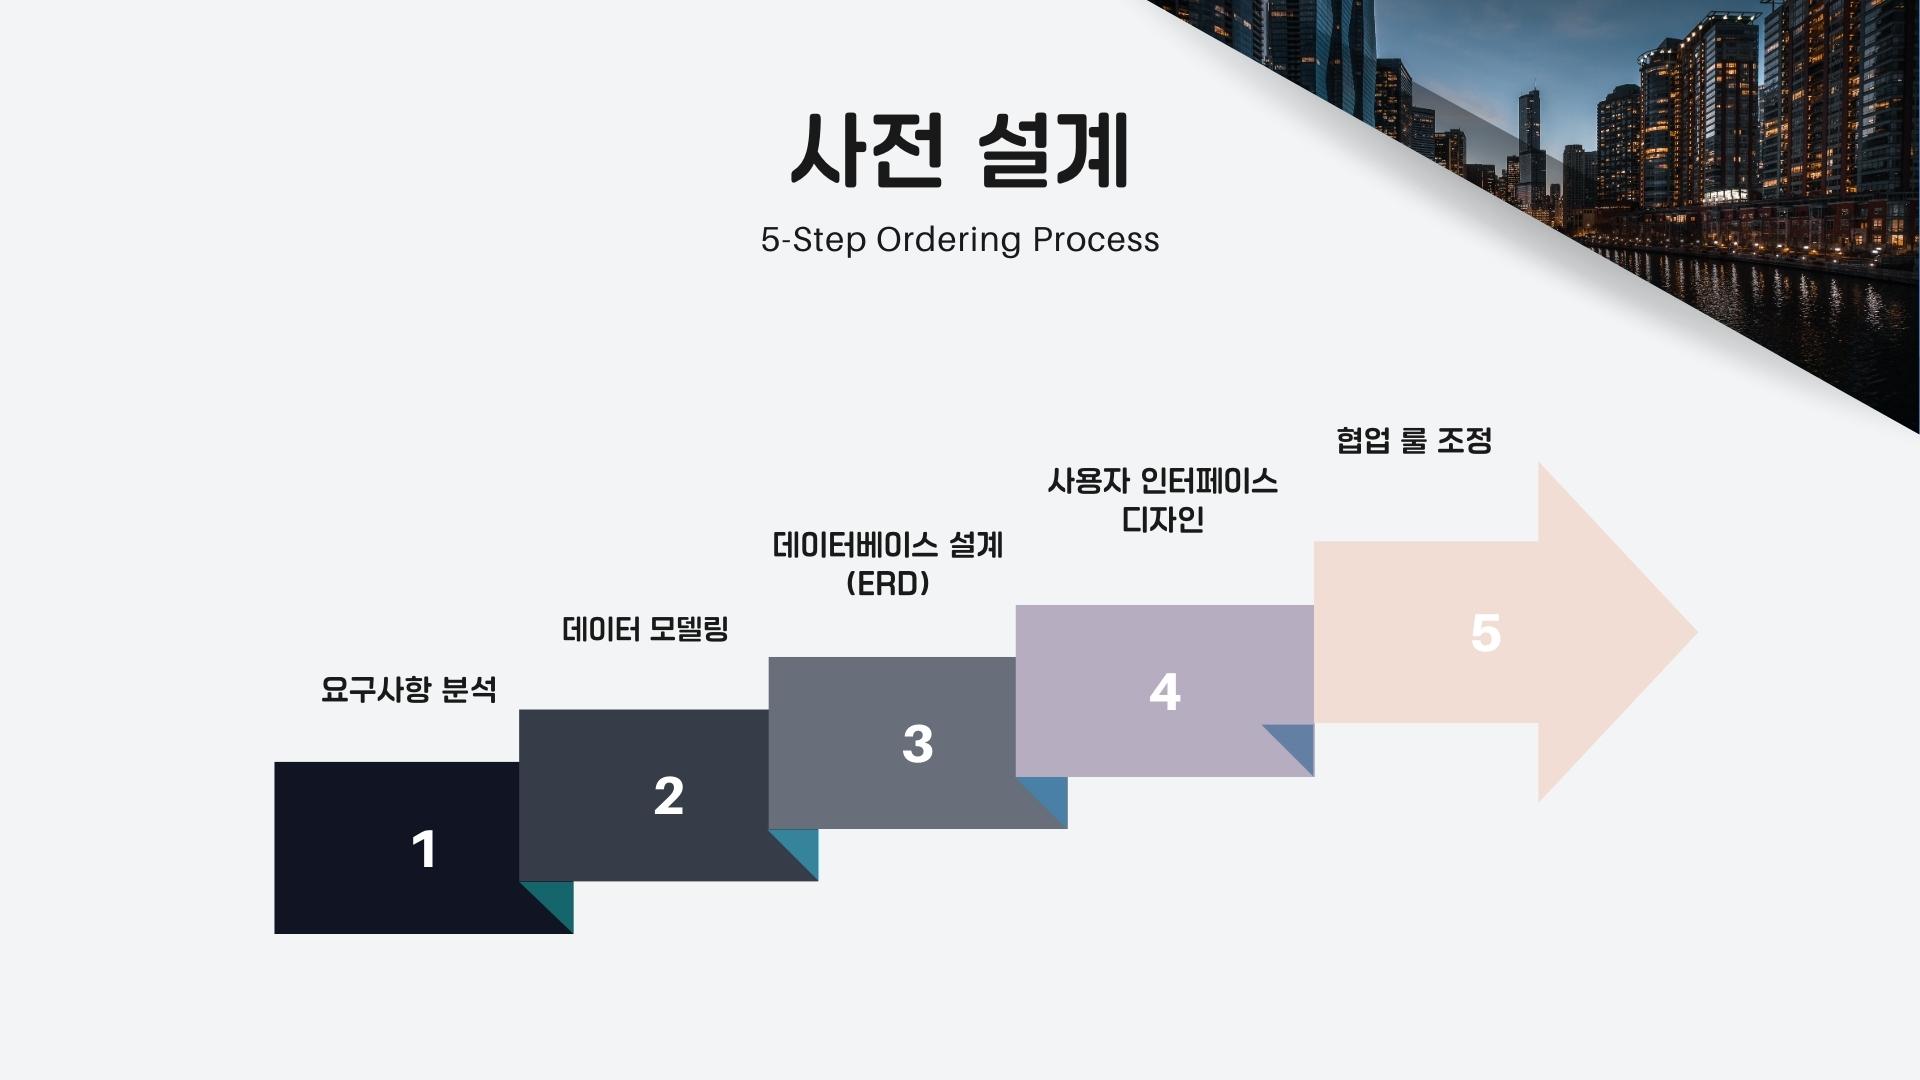 사전 설계
5-Step Ordering Process
협업 룰 조정
사용자 인터페이스
디자인
데이터베이스 설계
(ERD)
데이터 모델링
요구사항 분석
1
2
3
4
5